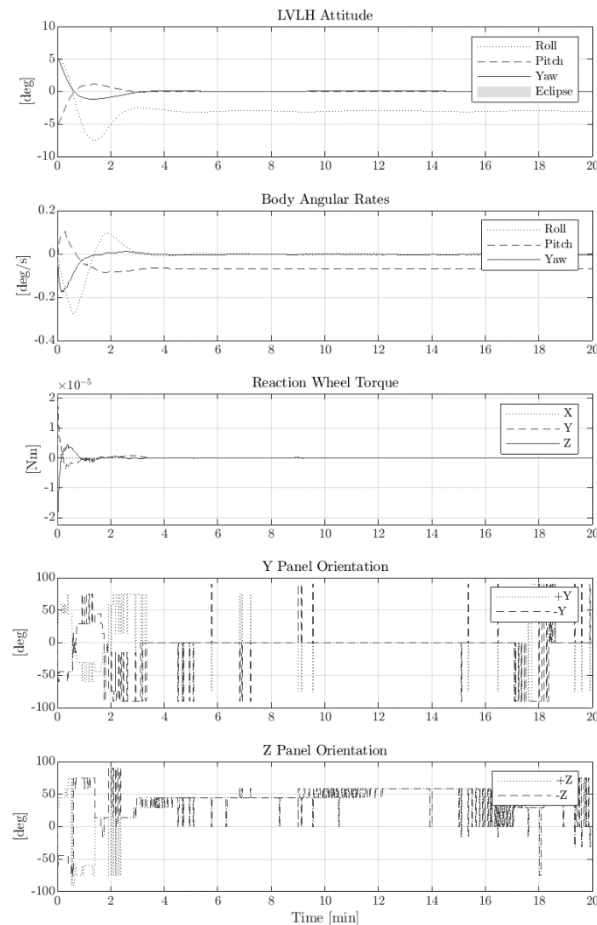 LVLH Attitude
10
5
0
-5
-10
[deg]
Roll
Pitch
Yaw
Eclipse
0 2 4 6 8 10 12 14 16 18 20
Body Angular Rates
0.2
0
-0.2
-0.4
[deg/s]
Roll
Pitch
Yaw
0 2 4 6 8 10 12 14 16 18 20
Reaction Wheel Torque
×10⁻⁵
2
1
0
-1
-2
[Nm]
X
Y
Z
0 2 4 6 8 10 12 14 16 18 20
Y Panel Orientation
100
50
0
-50
-100
[deg]
+Y
-Y
0 2 4 6 8 10 12 14 16 18 20
Z Panel Orientation
100
50
0
-50
-100
[deg]
+Z
-Z
0 2 4 6 8 10 12 14 16 18 20
Time [min]